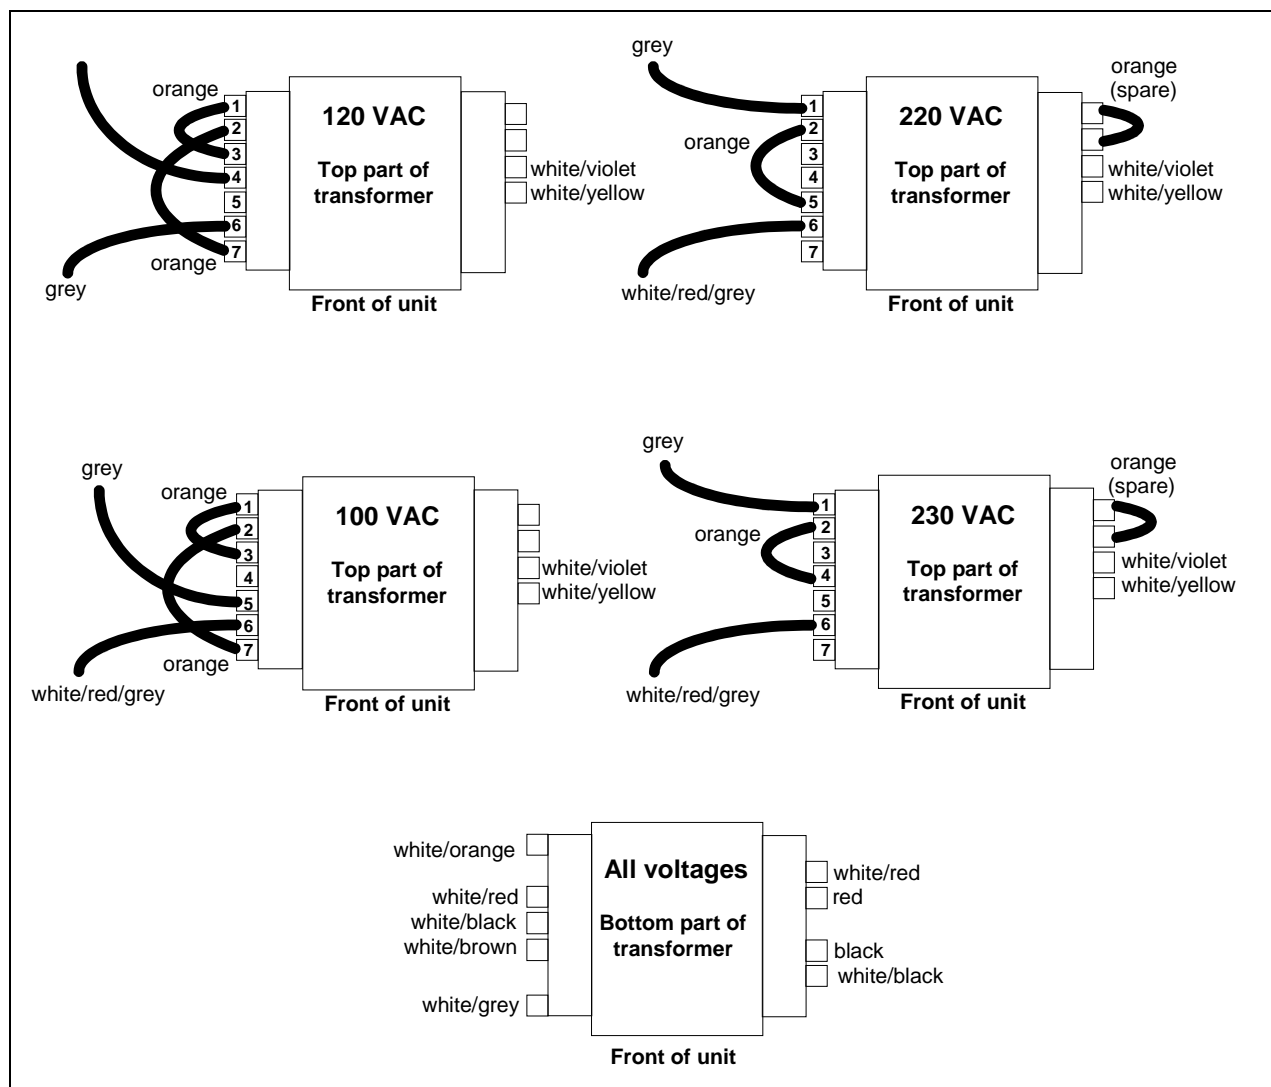 orange
1
2
3
4
5
6
7
orange
grey
120 VAC
Top part of
transformer
white/violet
white/yellow
Front of unit
grey
orange
1
2
3
4
5
6
7
white/red/grey
220 VAC
Top part of
transformer
orange
(spare)
white/violet
white/yellow
Front of unit
grey
orange
1
2
3
4
5
6
7
orange
white/red/grey
100 VAC
Top part of
transformer
white/violet
white/yellow
Front of unit
grey
orange
1
2
3
4
5
6
7
white/red/grey
230 VAC
Top part of
transformer
orange
(spare)
white/violet
white/yellow
Front of unit
white/orange
white/red
white/black
white/brown
white/grey
All voltages
Bottom part of
transformer
white/red
red
black
white/black
Front of unit